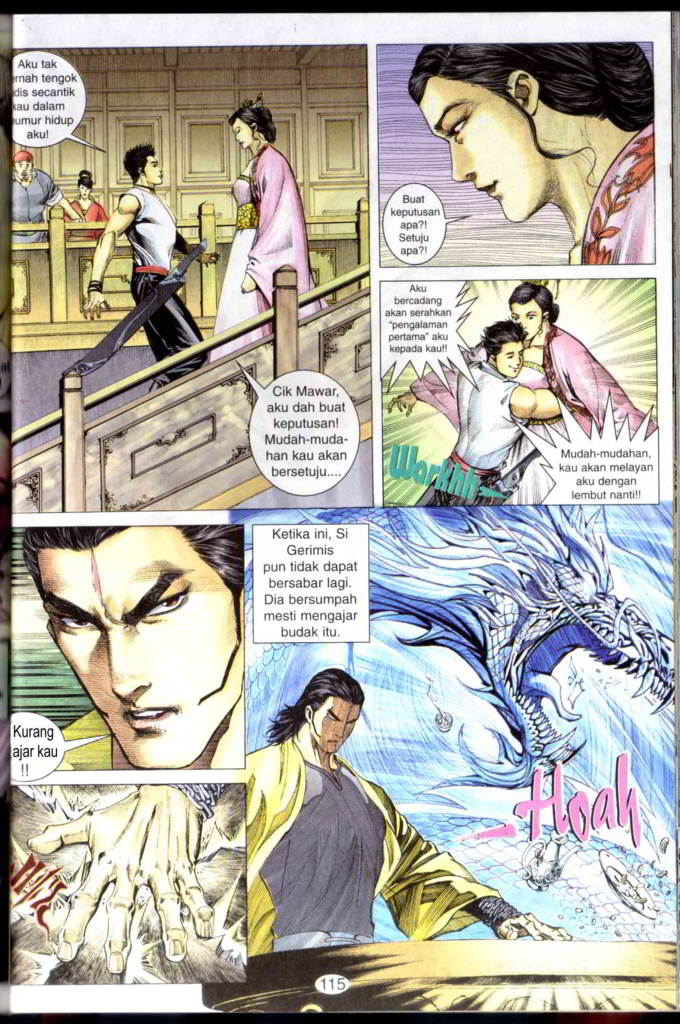 Aku tak
rnah tengok
dis secantik
kau dalam
umur hidup
aku!
Cik Mawar,
aku dah buat
keputusan!
Mudah-muda-
han kau akan
bersetuju....
Buat
keputusan
apa?!
Setuju
apa?!
Aku
bercadang
akan serahkan
"pengalaman
pertama" aku
kepada kau!!
Mudah-mudahan,
kau akan melayan
aku dengan
lembut nanti!!
Workhh
Kurang
ajar kau
!!
Ketika ini, Si
Gerimis
pun tidak dapat
bersabar lagi.
Dia bersumpah
mesti mengajar
budak itu.
Hoah
115